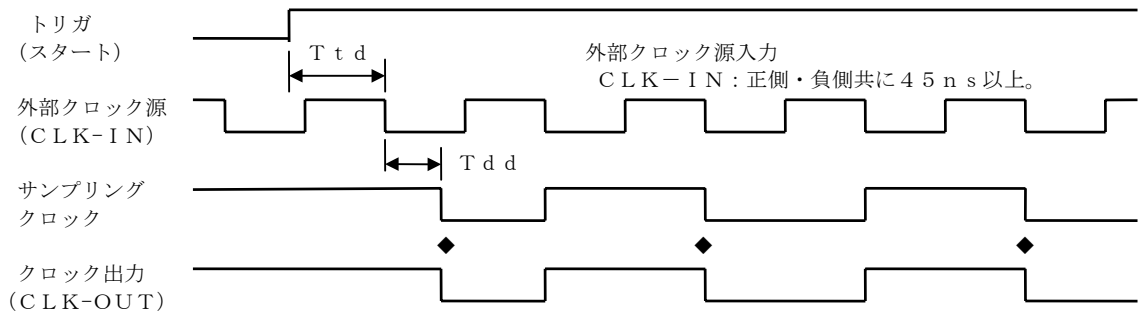 トリガ
（スタート）
Ｔｔｄ
外部クロック源入力
ＣＬＫ－ＩＮ：正側・負側共に４５ｎｓ以上。
外部クロック源
（ＣＬＫ-ＩＮ）
Ｔｄｄ
サンプリング
クロック
クロック出力
（ＣＬＫ-ＯＵＴ）